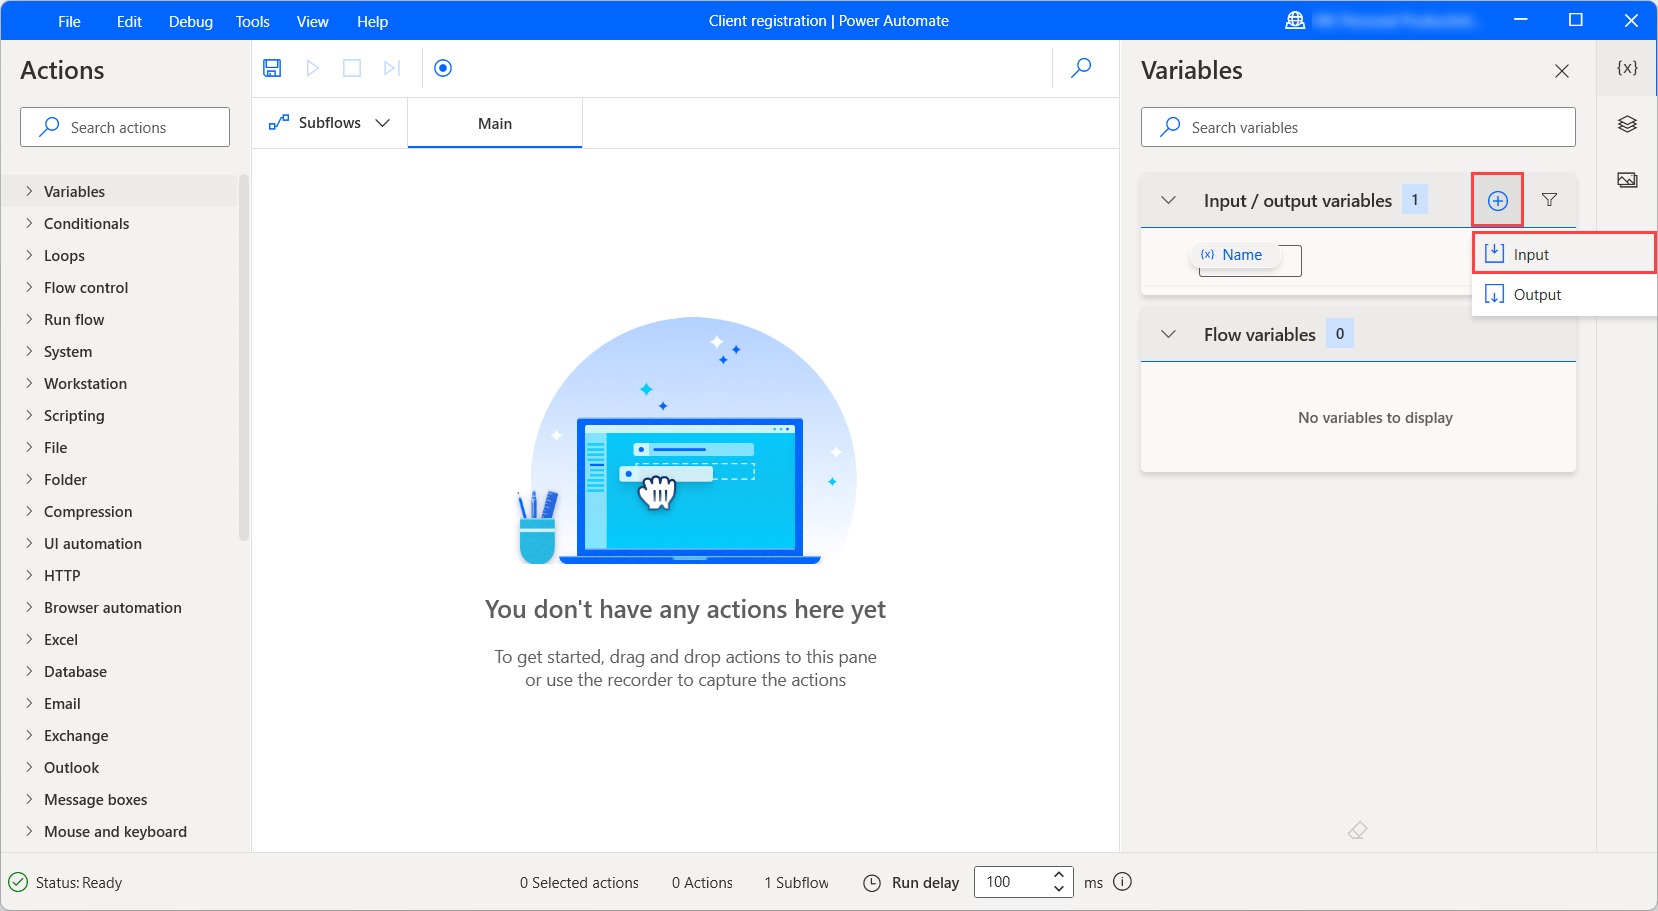 File Edit Debug Tools View Help Client registration | Power Automate
Actions
Search actions
Variables
Conditionals
Loops
Flow control
Run flow
System
Workstation
Scripting
File
Folder
Compression
UI automation
HTTP
Browser automation
Excel
Database
Email
Exchange
Outlook
Message boxes
Mouse and keyboard
Subflows
Main
You don't have any actions here yet
To get started, drag and drop actions to this pane
or use the recorder to capture the actions
Variables
{x}
Search variables
Input / output variables 1
{x} Name
Input
Output
Flow variables 0
No variables to display
Status: Ready 0 Selected actions 0 Actions 1 Subflow Run delay 100 ms